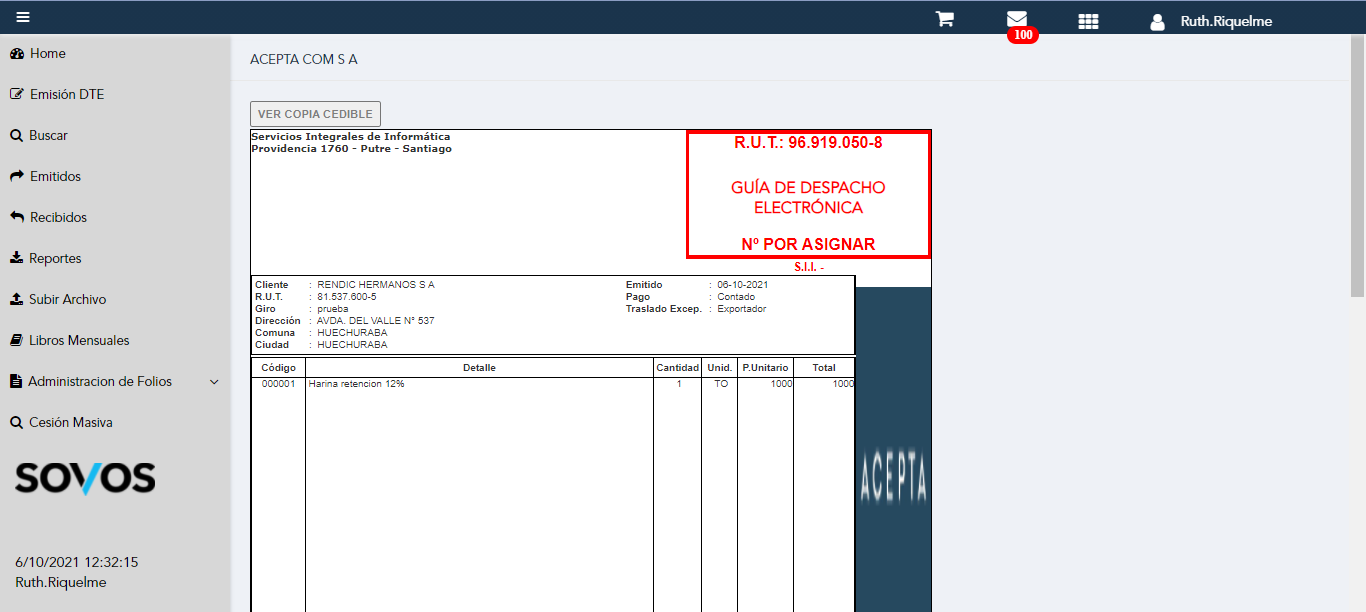 Ruth.Riquelme
100
Home
Emisión DTE
Buscar
Emitidos
Recibidos
Reportes
Subir Archivo
Libros Mensuales
Administracion de Folios
Cesión Masiva
SOVOS
6/10/2021 12:32:15
Ruth.Riquelme
ACEPTA COM S A
VER COPIA CEDIBLE
Servicios Integrales de Informática
Providencia 1760 - Putre - Santiago
R.U.T.: 96.919.050-8
GUÍA DE DESPACHO
ELECTRÓNICA
Nº POR ASIGNAR
S.I.I. -
Cliente : RENDIC HERMANOS S A Emitido : 06-10-2021
R.U.T. : 81.537.600-5 Pago : Contado
Giro : prueba Traslado Excep. : Exportador
Dirección : AVDA. DEL VALLE N° 537
Comuna : HUECHURABA
Ciudad : HUECHURABA
Código Detalle Cantidad Unid. P.Unitario Total
000001 Harina retencion 12% 1 TO 1000 1000
ACEPTA